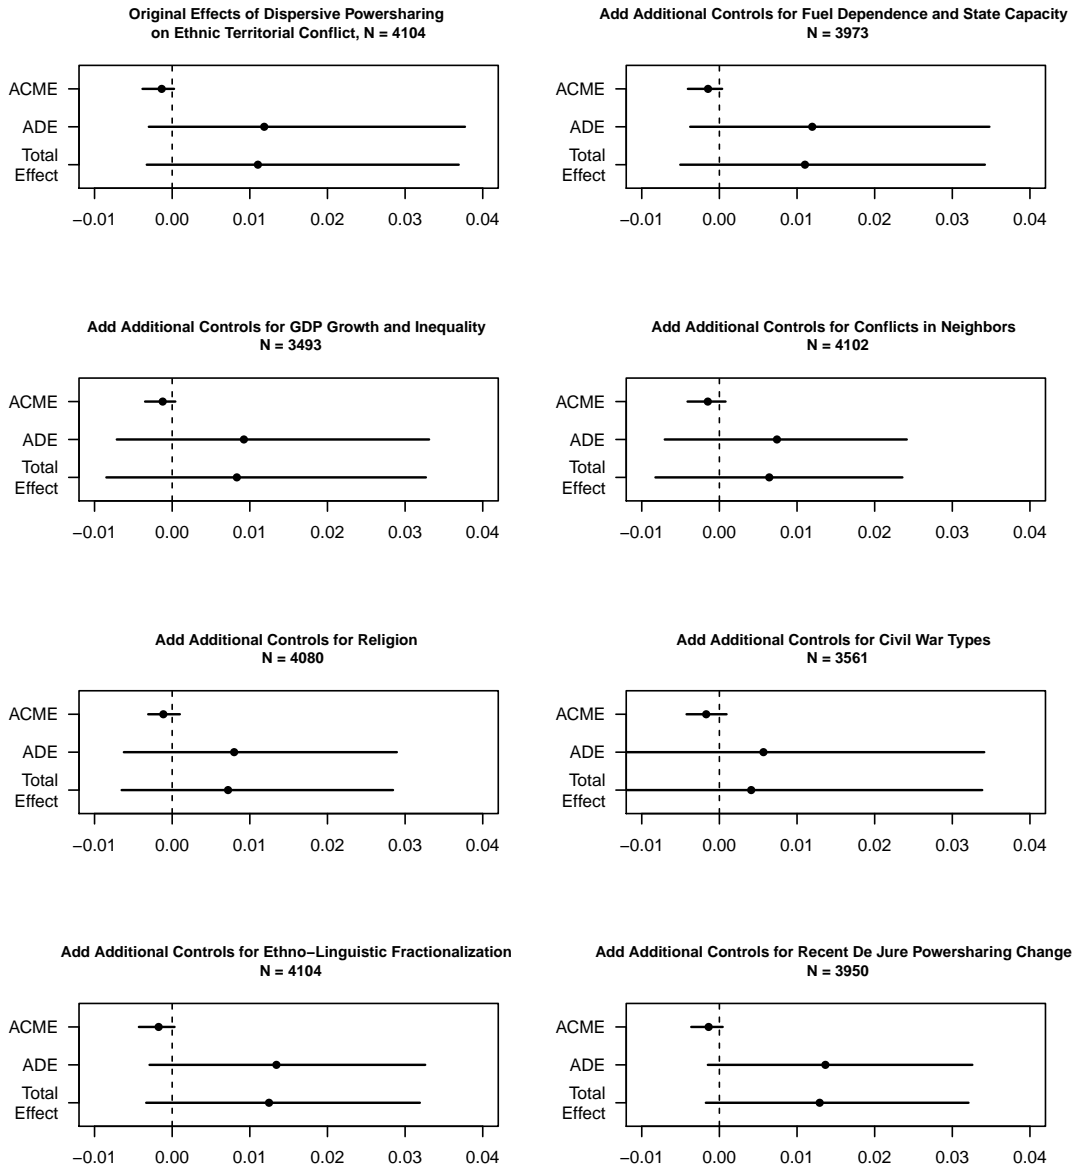 Original Effects of Dispersive Powersharing
on Ethnic Territorial Conflict, N = 4104
ACME
ADE
Total
Effect
−0.01 0.00 0.01 0.02 0.03 0.04
Add Additional Controls for Fuel Dependence and State Capacity
N = 3973
ACME
ADE
Total
Effect
−0.01 0.00 0.01 0.02 0.03 0.04
Add Additional Controls for GDP Growth and Inequality
N = 3493
ACME
ADE
Total
Effect
−0.01 0.00 0.01 0.02 0.03 0.04
Add Additional Controls for Conflicts in Neighbors
N = 4102
ACME
ADE
Total
Effect
−0.01 0.00 0.01 0.02 0.03 0.04
Add Additional Controls for Religion
N = 4080
ACME
ADE
Total
Effect
−0.01 0.00 0.01 0.02 0.03 0.04
Add Additional Controls for Civil War Types
N = 3561
ACME
ADE
Total
Effect
−0.01 0.00 0.01 0.02 0.03 0.04
Add Additional Controls for Ethno−Linguistic Fractionalization
N = 4104
ACME
ADE
Total
Effect
−0.01 0.00 0.01 0.02 0.03 0.04
Add Additional Controls for Recent De Jure Powersharing Change
N = 3950
ACME
ADE
Total
Effect
−0.01 0.00 0.01 0.02 0.03 0.04